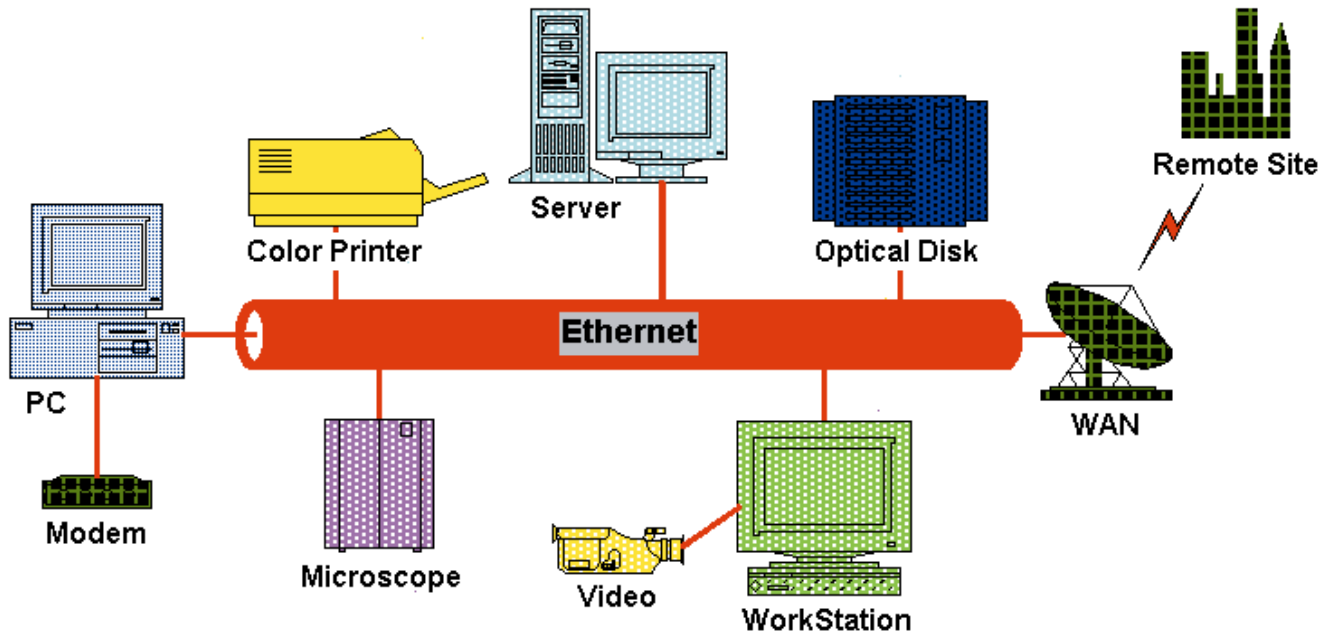 Remote Site
Server
Color Printer
Optical Disk
Ethernet
PC
WAN
Modem
Microscope
Video
WorkStation